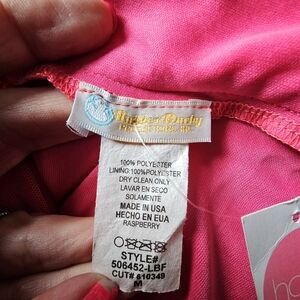 100% POLYESTER
LINING:100%POLYESTER
DRY CLEAN ONLY
LAVAR EN SECO
SOLAMENTE
MADE IN USA
HECHO EN EUA
RASPBERRY
STYLE#
506452-LBF
CUT# 610349
M